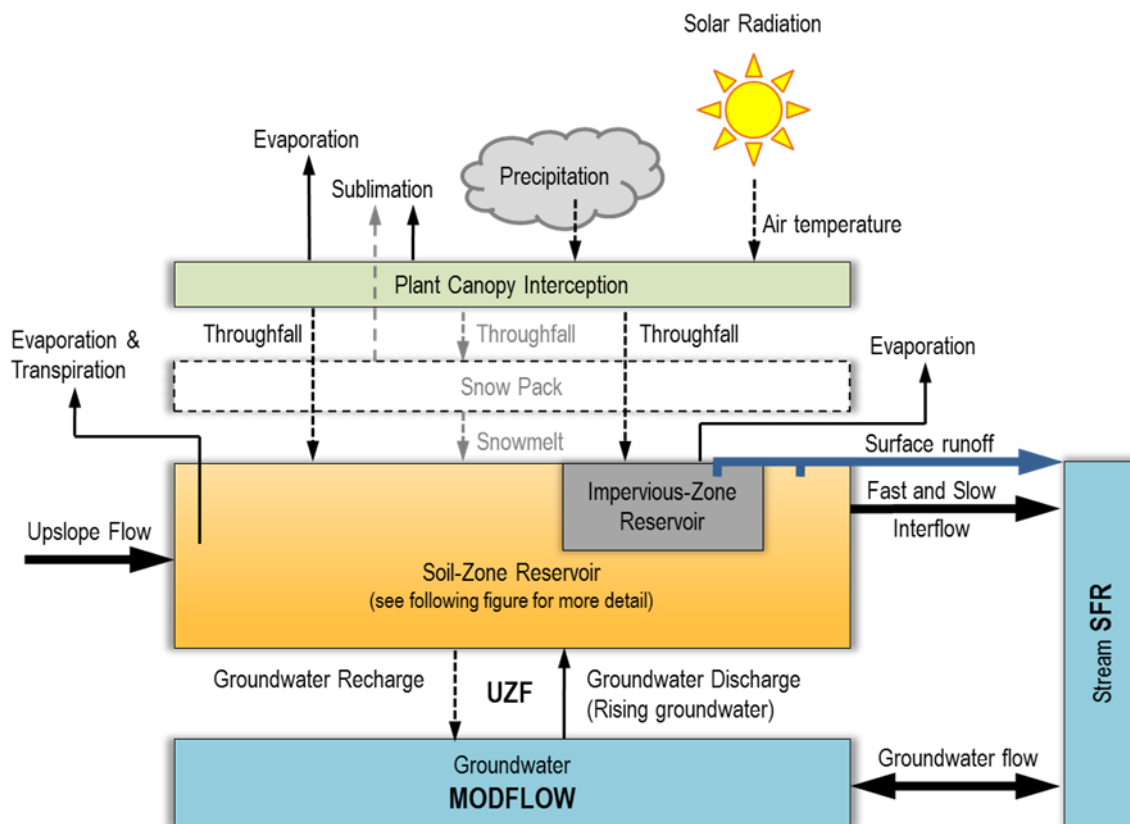 Solar Radiation
Evaporation
Sublimation
Precipitation
Air temperature
Plant Canopy Interception
Evaporation &
Transpiration
Throughfall
Throughfall
Throughfall
Evaporation
Snow Pack
Snowmelt
Surface runoff
Impervious-Zone
Reservoir
Fast and Slow
Interflow
Upslope Flow
Soil-Zone Reservoir
(see following figure for more detail)
Stream SFR
Groundwater Recharge
UZF
Groundwater Discharge
(Rising groundwater)
Groundwater
MODFLOW
Groundwater flow